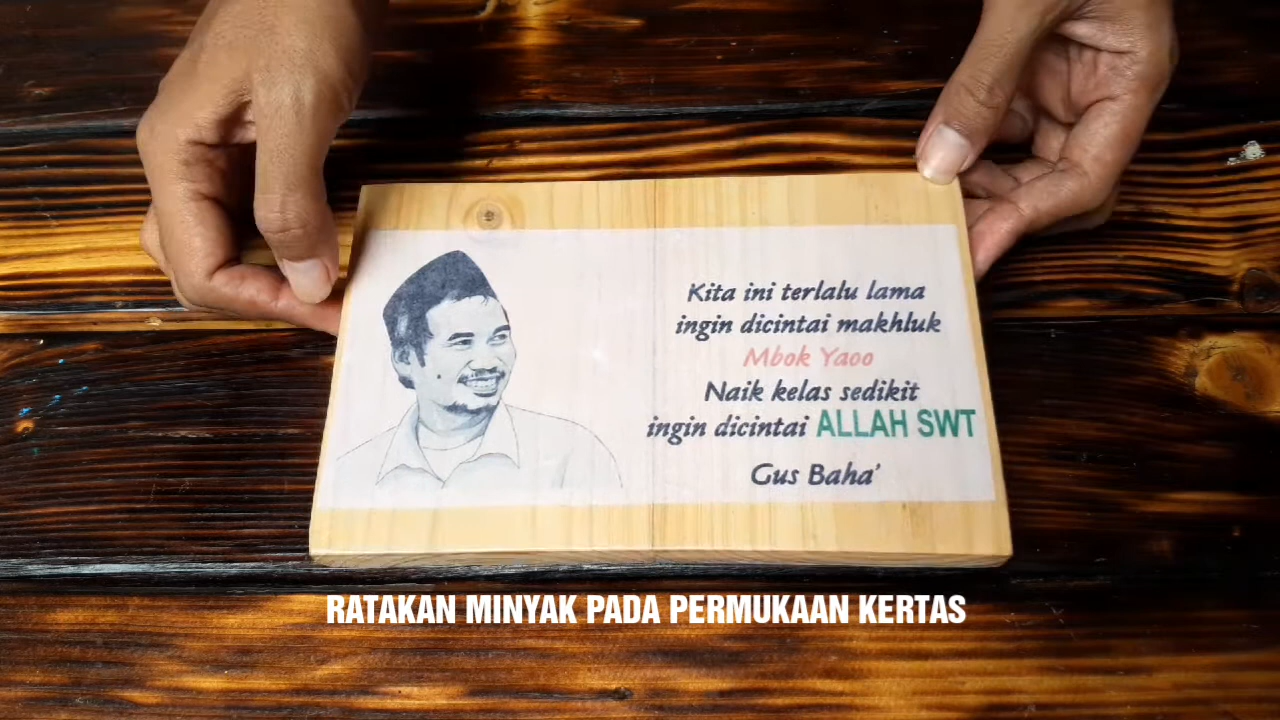 Kita ini terlalu lama
ingin dicintai makhluk
Mbok Yaoo
Naik kelas sedikit
ingin dicintai ALLAH SWT
Gus Baha'
RATAKAN MINYAK PADA PERMUKAAN KERTAS